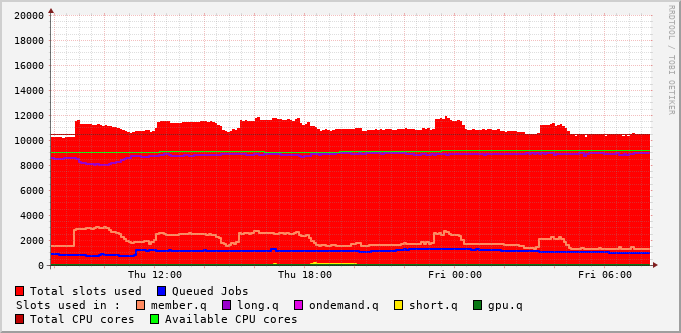 RRDTOOL / TOBI OETIKER
20000
18000
16000
14000
12000
10000
8000
6000
4000
2000
0
Thu 12:00 Thu 18:00 Fri 00:00 Fri 06:00
Total slots used Queued Jobs
Slots used in : member.q long.q ondemand.q short.q gpu.q
Total CPU cores Available CPU cores